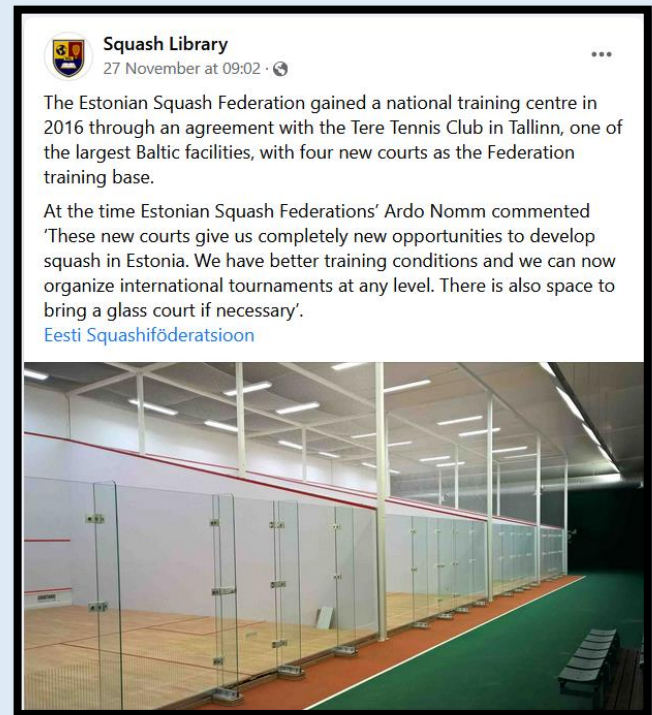 Squash Library
27 November at 09:02 ·
The Estonian Squash Federation gained a national training centre in
2016 through an agreement with the Tere Tennis Club in Tallinn, one of
the largest Baltic facilities, with four new courts as the Federation
training base.
At the time Estonian Squash Federations’ Ardo Nomm commented
‘These new courts give us completely new opportunities to develop
squash in Estonia. We have better training conditions and we can now
organize international tournaments at any level. There is also space to
bring a glass court if necessary’.
Eesti Squashiföderatsioon